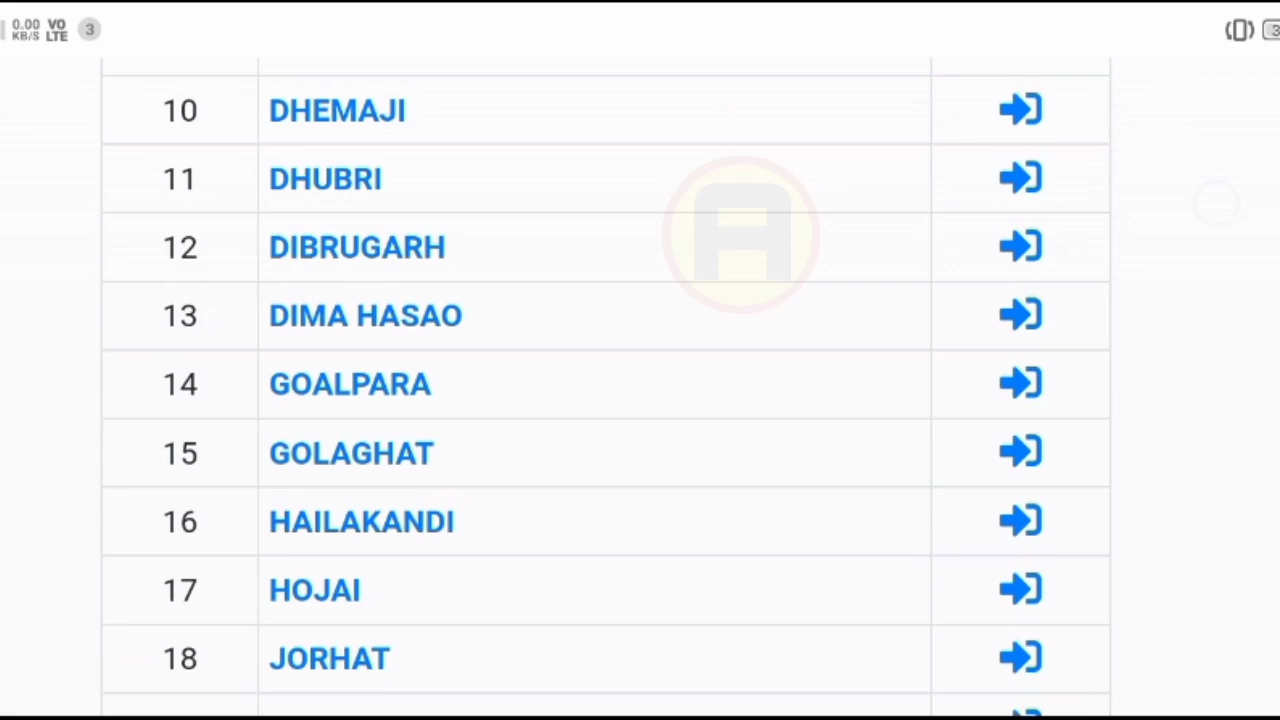 0.00 KB/S VO LTE 3
3
10 DHEMAJI
11 DHUBRI
12 DIBRUGARH
13 DIMA HASAO
14 GOALPARA
15 GOLAGHAT
16 HAILAKANDI
17 HOJAI
18 JORHAT